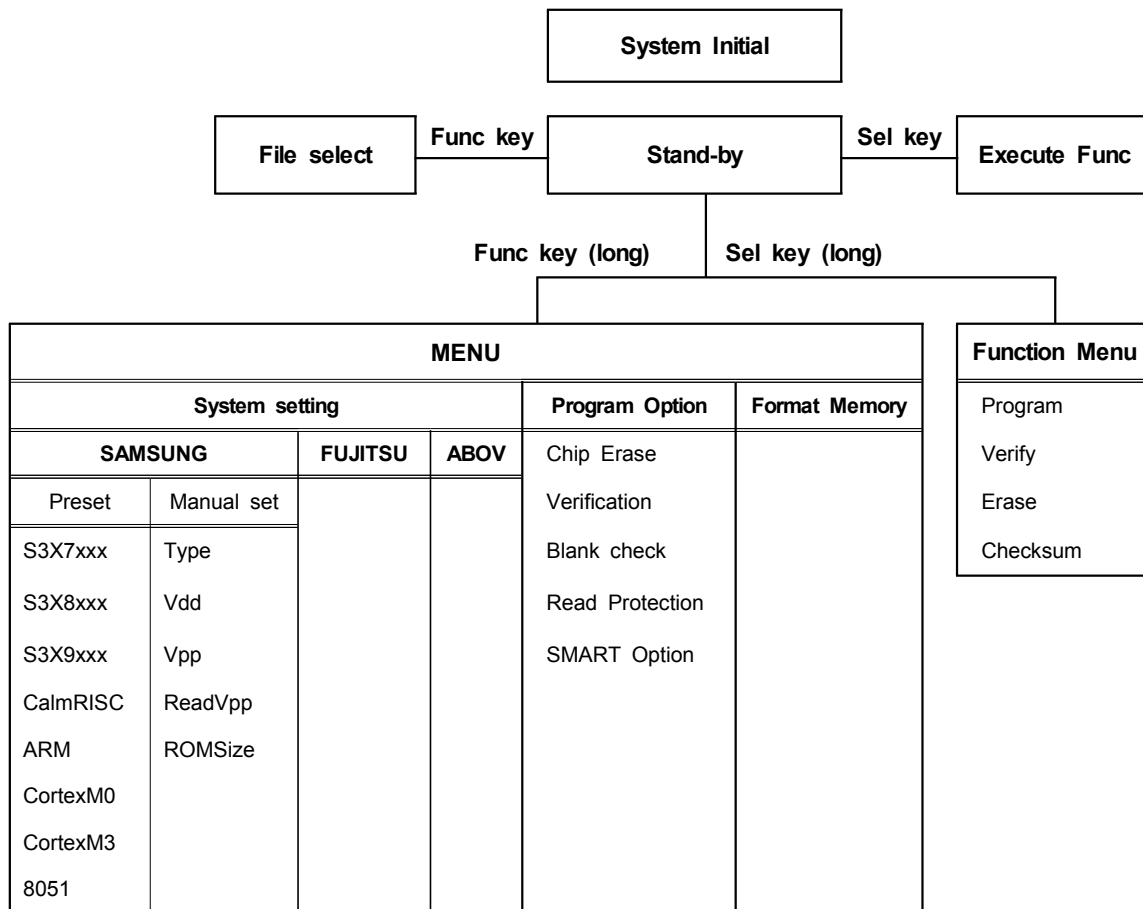 System Initial
File select
Func key
Stand-by
Sel key
Execute Func
Func key (long)
Sel key (long)
MENU
System setting
Program Option
Format Memory
SAMSUNG
FUJITSU
ABOV
Preset
Manual set
S3X7xxx
Type
S3X8xxx
Vdd
S3X9xxx
Vpp
CalmRISC
ReadVpp
ARM
ROMSize
CortexM0
CortexM3
8051
Chip Erase
Verification
Blank check
Read Protection
SMART Option
Function Menu
Program
Verify
Erase
Checksum